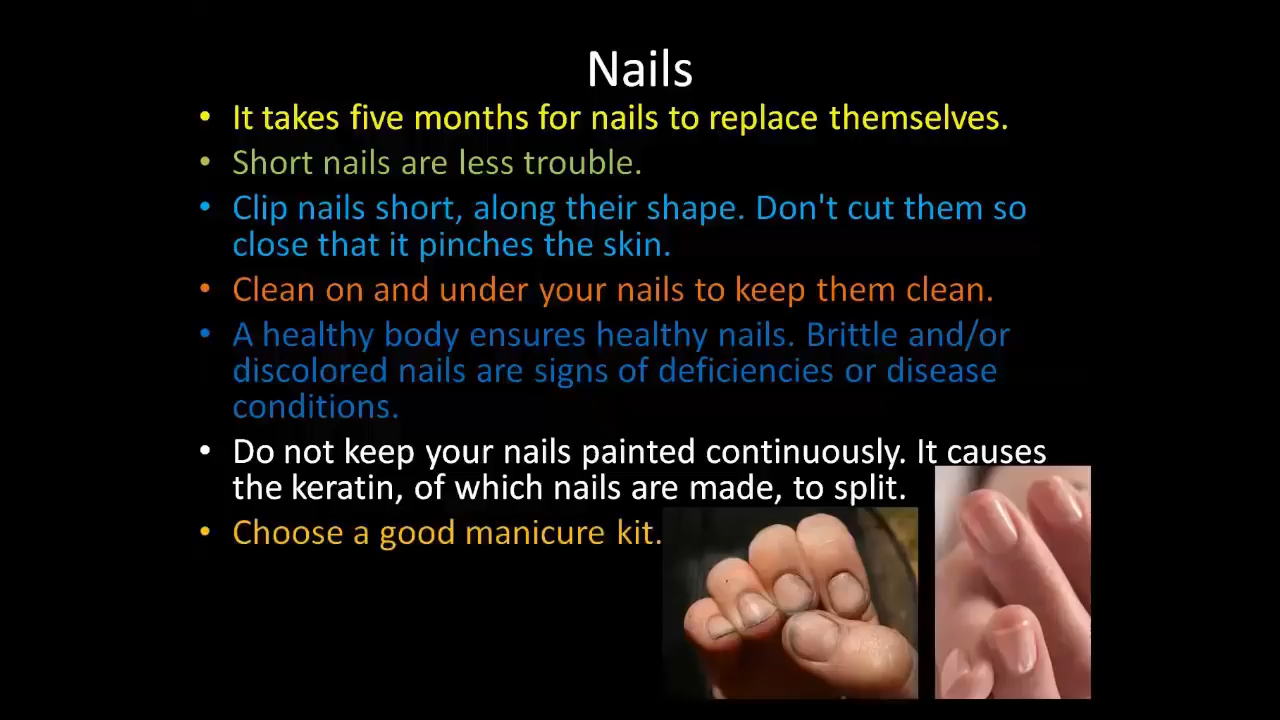 Nails
• It takes five months for nails to replace themselves.
• Short nails are less trouble.
• Clip nails short, along their shape. Don't cut them so
close that it pinches the skin.
• Clean on and under your nails to keep them clean.
• A healthy body ensures healthy nails. Brittle and/or
discolored nails are signs of deficiencies or disease
conditions.
• Do not keep your nails painted continuously. It causes
the keratin, of which nails are made, to split.
• Choose a good manicure kit.